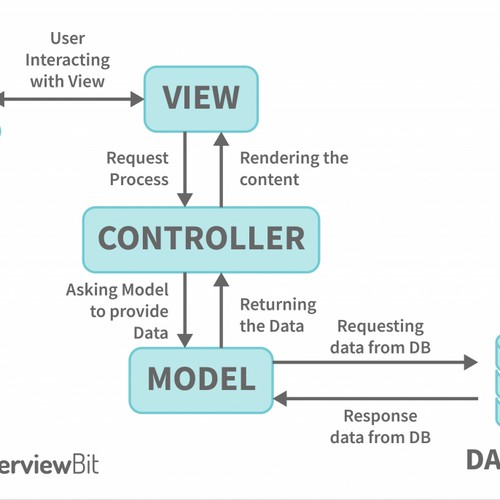 User
Interacting
with View
VIEW
Request
Process
Rendering the
content
CONTROLLER
Asking Model
to provide
Data
Returning
the Data
Requesting
data from DB
MODEL
Response
data from DB
DA
erviewBit